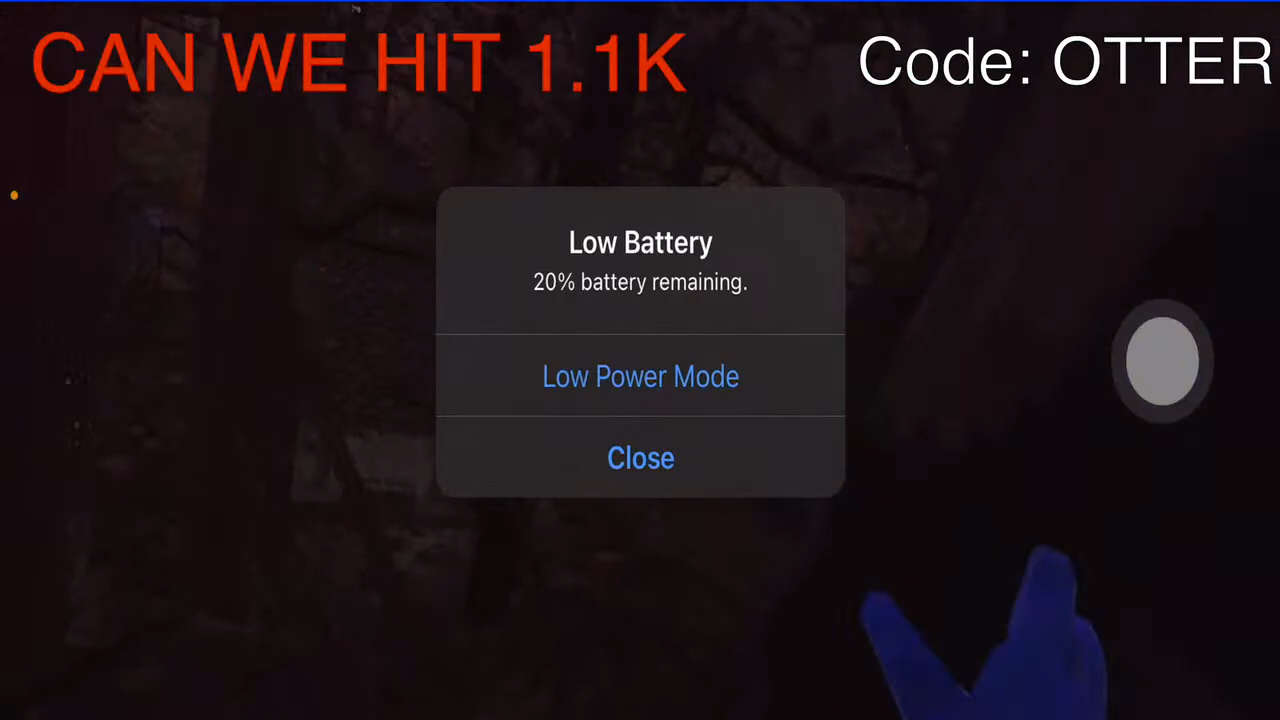 CAN WE HIT 1.1K
Code: OTTER
Low Battery
20% battery remaining.
Low Power Mode
Close